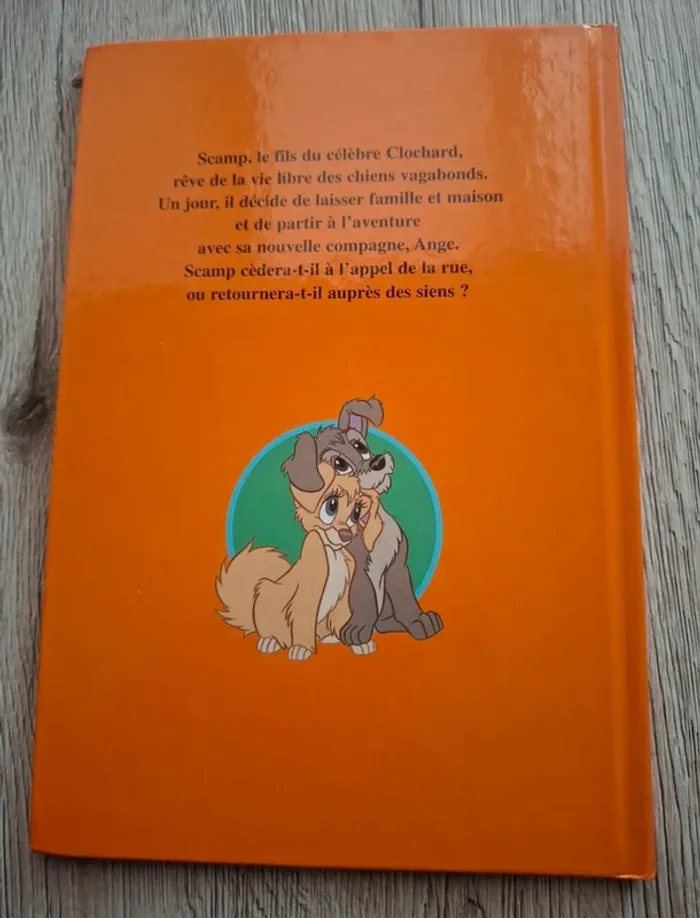 Scamp, le fils du célèbre Clochard,
rêve de la vie libre des chiens vagabonds.
Un jour, il décide de laisser famille et maison
et de partir à l'aventure
avec sa nouvelle compagne, Ange.
Scamp cèdera-t-il à l'appel de la rue,
ou retournera-t-il auprès des siens ?